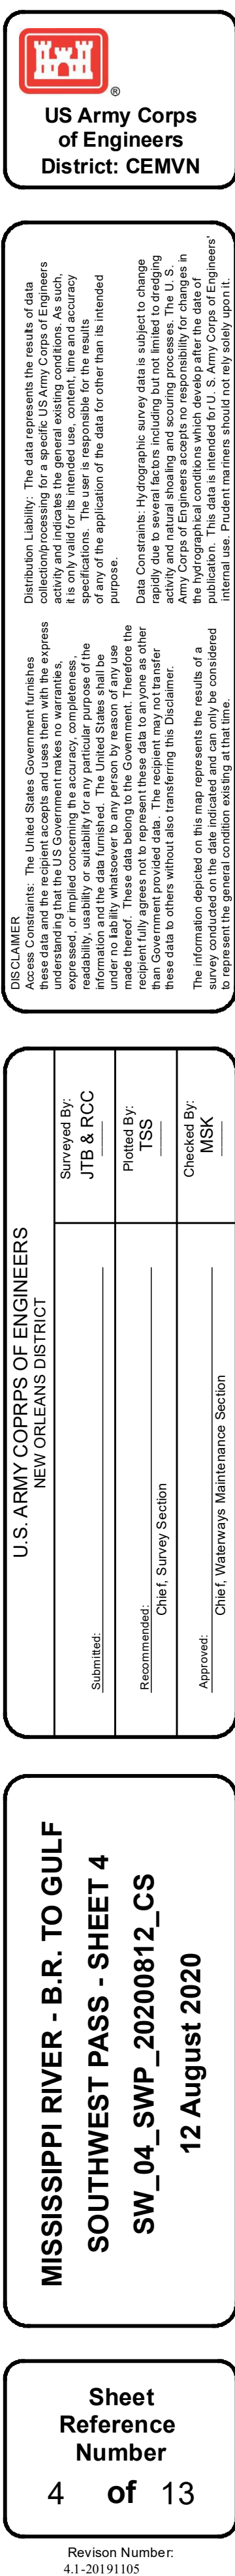 US Army Corps
of Engineers
District: CEMVN
®
DISCLAIMER
Access Constraints: The United States Government furnishes
these data and the recipient accepts and uses them with the express
understanding that the US Government makes no warranties,
expressed, or implied concerning the accuracy, completeness,
readability, usability or suitability for any particular purpose of the
information and the data furnished. The United States shall be
under no liability whatsoever to any person by reason of any use
made thereof. These data belong to the Government. Therefore the
recipient fully agrees not to represent these data to anyone as other
than Government provided data. The recipient may not transfer
these data to others without also transferring this Disclaimer.
The information depicted on this map represents the results of a
survey conducted on the date indicated and can only be considered
to represent the general condition existing at that time.
Distribution Liability: The data represents the results of data
collection/processing for a specific US Army Corps of Engineers
activity and indicates the general existing conditions. As such,
it is only valid for its intended use, content, time and accuracy
specifications. The user is responsible for the results
of any of the application of the data for other than its intended
purpose.
Data Constraints: Hydrographic survey data is subject to change
rapidly due to several factors including but not limited to dredging
activity and natural shoaling and scouring processes. The U. S.
Army Corps of Engineers accepts no responsibility for changes in
the hydrographical conditions which develop after the date of
publication. This data is intended for U. S. Army Corps of Engineers'
internal use. Prudent mariners should not rely solely upon it.
U.S. ARMY COPRPS OF ENGINEERS
NEW ORLEANS DISTRICT
Submitted:
Surveyed By:
JTB & RCC
Recommended:
Chief, Survey Section
Plotted By:
TSS
Approved:
Chief, Waterways Maintenance Section
Checked By:
MSK
MISSISSIPPI RIVER - B.R. TO GULF
SOUTHWEST PASS - SHEET 4
SW_04_SWP_20200812_CS
12 August 2020
Sheet
Reference
Number
4 of 13
Revison Number:
4.1-20191105